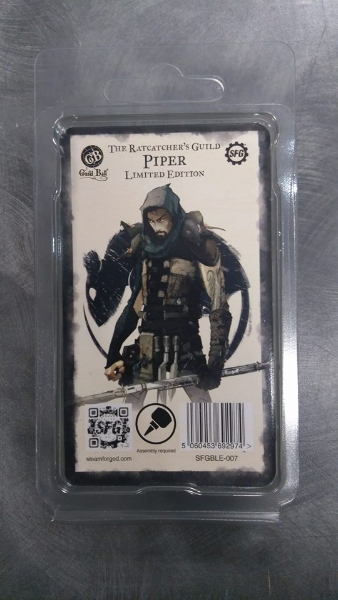 The Ratcatcher's Guild
Piper
Limited Edition
GB
Guild Ball
SFG
SFG
steamforged.com
Assembly required
5 060453 692974 >
SFGBLE-007